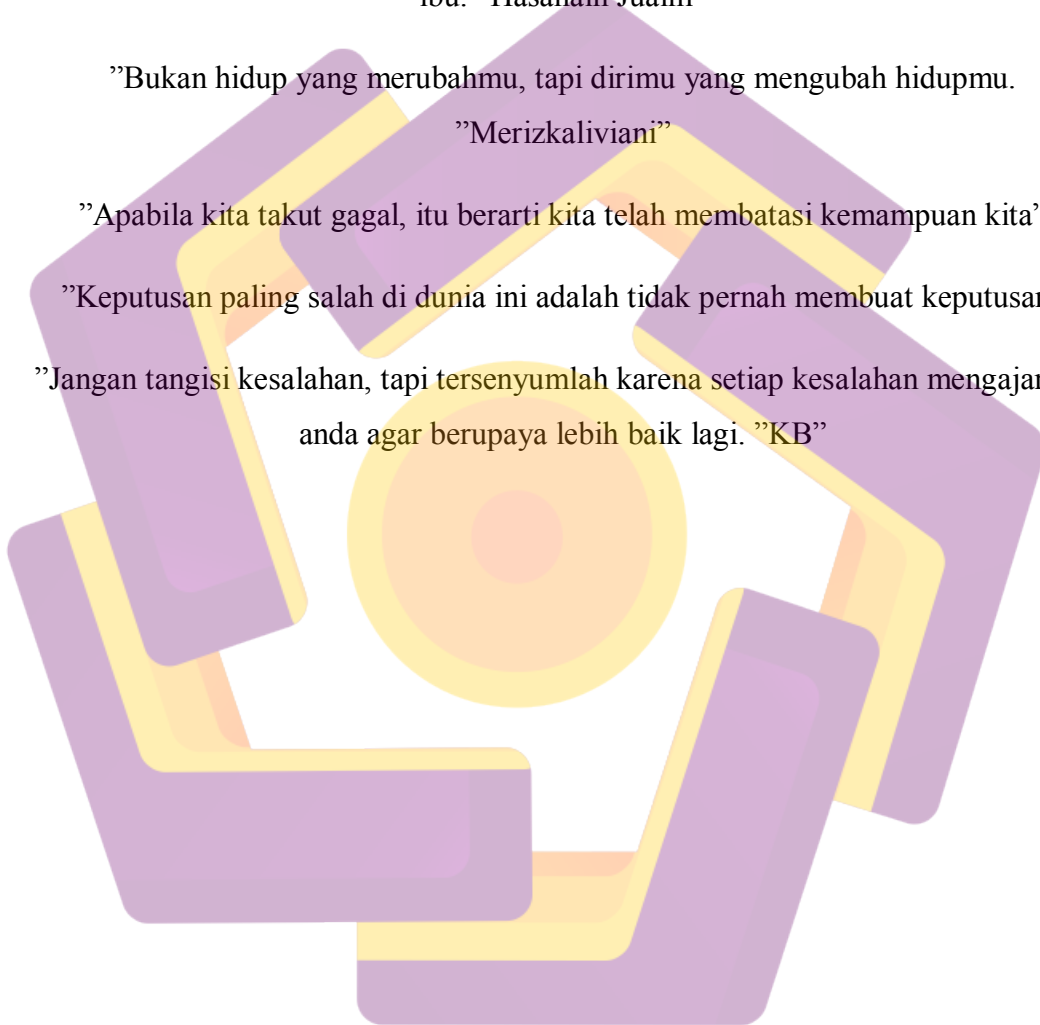 ”Bukan hidup yang merubahmu, tapi dirimu yang mengubah hidupmu.
”Merizkaliviani”
”Apabila kita takut gagal, itu berarti kita telah membatasi kemampuan kita”
”Keputusan paling salah di dunia ini adalah tidak pernah membuat keputusan
”Jangan tangisi kesalahan, tapi tersenyumlah karena setiap kesalahan mengajar
anda agar berupaya lebih baik lagi. ”KB”